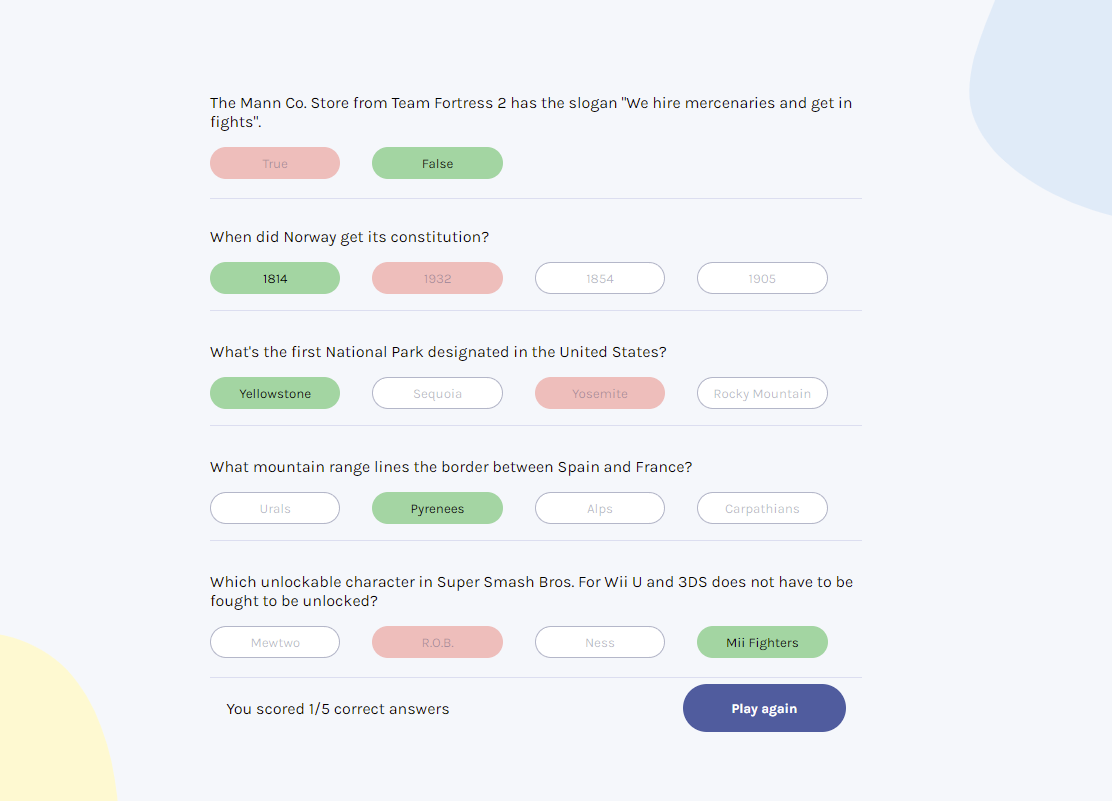 The Mann Co. Store from Team Fortress 2 has the slogan "We hire mercenaries and get in
fights".
True False
When did Norway get its constitution?
1814 1932 1854 1905
What's the first National Park designated in the United States?
Yellowstone Sequoia Yosemite Rocky Mountain
What mountain range lines the border between Spain and France?
Urals Pyrenees Alps Carpathians
Which unlockable character in Super Smash Bros. For Wii U and 3DS does not have to be
fought to be unlocked?
Mewtwo R.O.B. Ness Mii Fighters
You scored 1/5 correct answers Play again